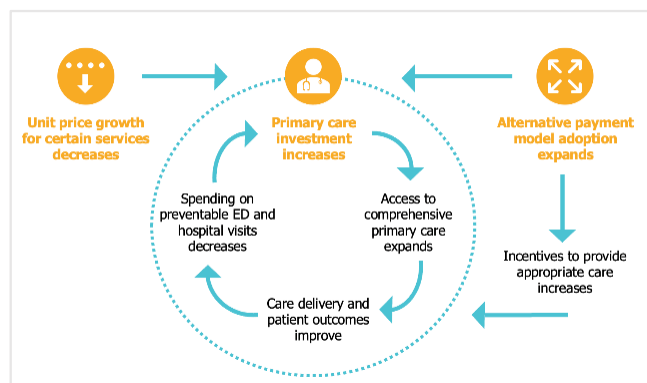 Unit price growth
for certain services
decreases
Primary care
investment
increases
Alternative payment
model adoption
expands
Spending on
preventable ED and
hospital visits
decreases
Access to
comprehensive
primary care
expands
Incentives to provide
appropriate care
increases
Care delivery and
patient outcomes
improve